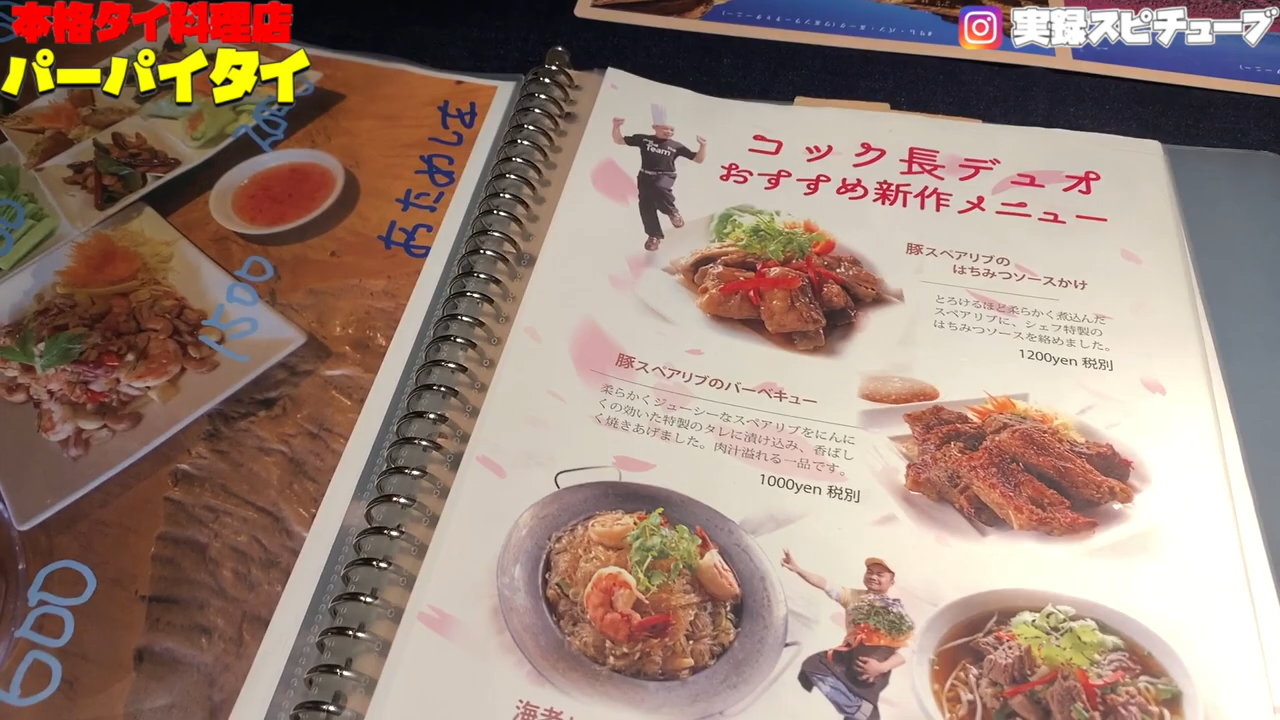 本格タイ料理店
パーパイタイ
実録スピチューブ
おためしを
1500
600
Team
コック長デュオ
おすすめ新作メニュー
豚スペアリブの
はちみつソースかけ
とろけるほど柔らかく煮込んだ
スペアリブに、シェフ特製の
はちみつソースを絡めました。
1200yen 税別
豚スペアリブのバーベキュー
柔らかくジューシーなスペアリブをにんに
くの効いた特製のタレに漬け込み、香ばし
く焼きあげました。肉汁溢れる一品です。
1000yen 税別
海老